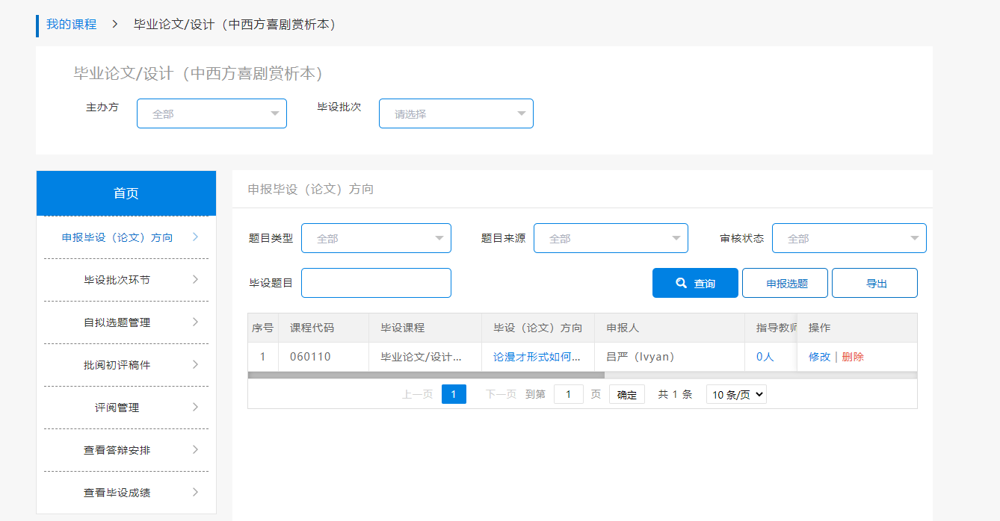 我的课程 > 毕业论文/设计（中西方喜剧赏析本）
毕业论文/设计（中西方喜剧赏析本）
主办方 全部 毕设批次 请选择
首页
申报毕设（论文）方向
毕设批次环节
自拟选题管理
批阅初评稿件
评阅管理
查看答辩安排
查看毕设成绩
申报毕设（论文）方向
题目类型 全部 题目来源 全部 审核状态 全部
毕设题目 查询 申报选题 导出
序号 课程代码 毕设课程 毕设（论文）方向 申报人 指导教师 操作
1 060110 毕业论文/设计... 论漫才形式如何... 吕严（lvyan） 0人 修改 | 删除
上一页 1 下一页 到第 1 页 确定 共 1 条 10 条/页